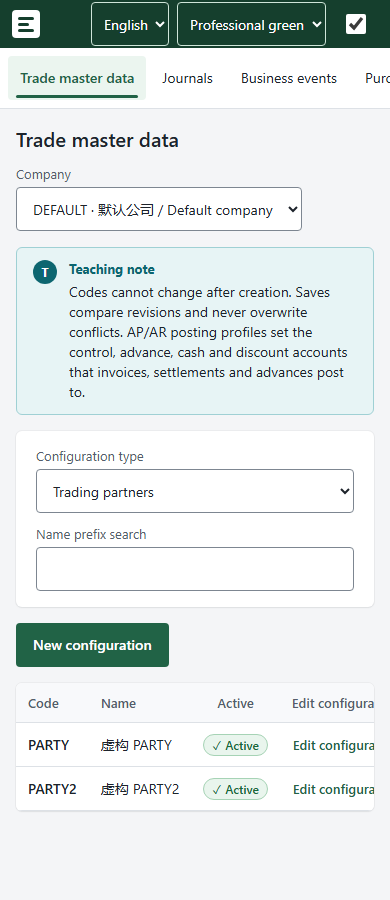 English Professional green
Trade master data Journals Business events
Trade master data
Company
DEFAULT · 默认公司 / Default company
T Teaching note
Codes cannot change after creation. Saves
compare revisions and never overwrite
conflicts. AP/AR posting profiles set the
control, advance, cash and discount accounts
that invoices, settlements and advances post
to.
Configuration type
Trading partners
Name prefix search
New configuration
Code Name Active Edit configura
PARTY 虚构 PARTY ✓ Active Edit configura
PARTY2 虚构 PARTY2 ✓ Active Edit configura